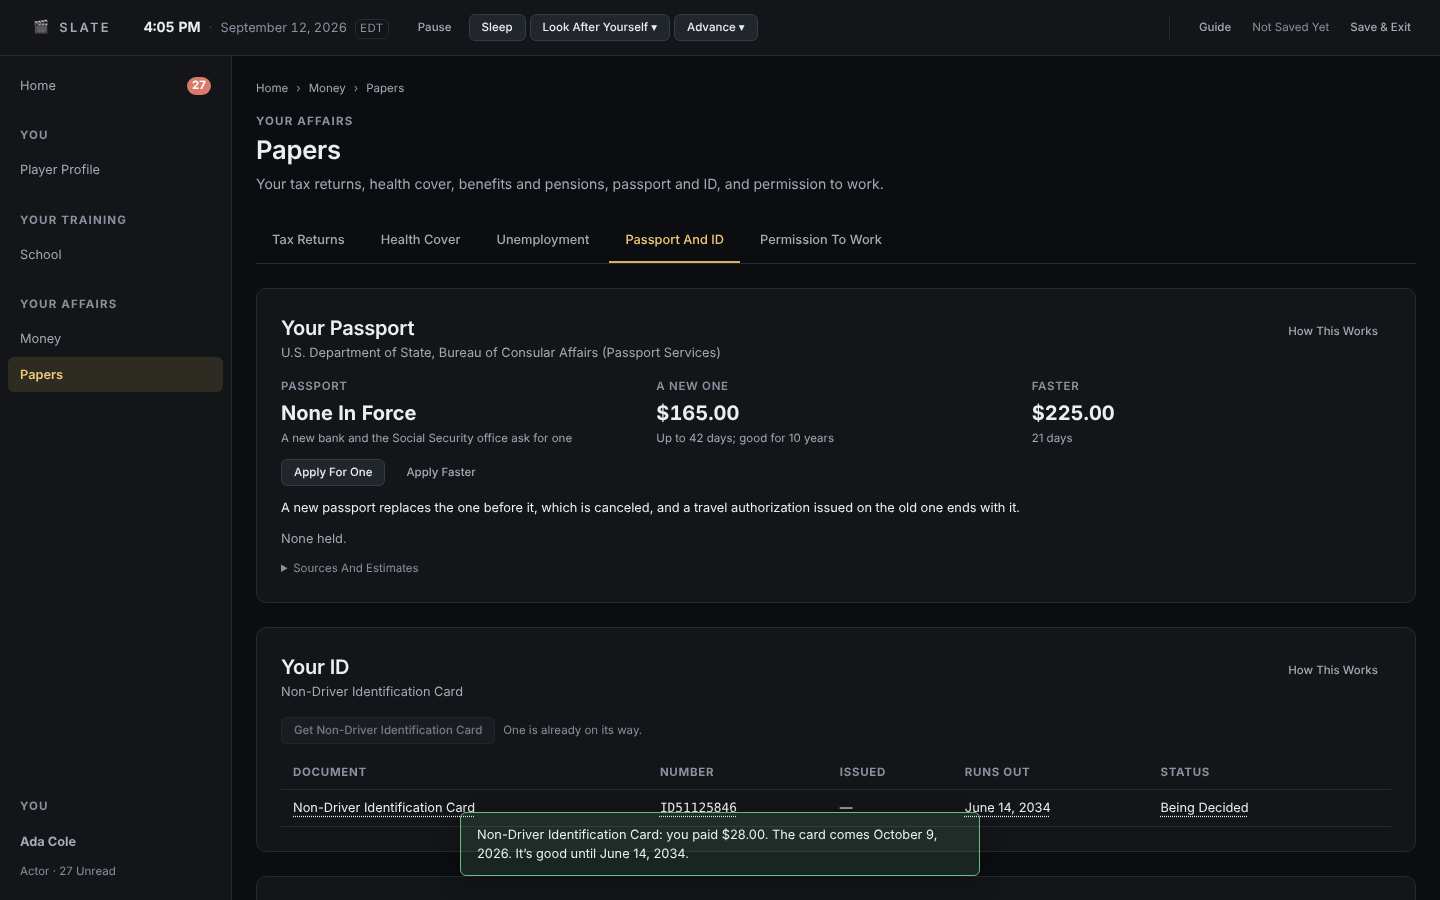 SLATE
4:05 PM · September 12, 2026 EDT
Pause
Sleep
Look After Yourself ▾
Advance ▾
Guide
Not Saved Yet
Save & Exit
Home
27
YOU
Player Profile
YOUR TRAINING
School
YOUR AFFAIRS
Money
Papers
YOU
Ada Cole
Actor · 27 Unread
Home › Money › Papers
YOUR AFFAIRS
Papers
Your tax returns, health cover, benefits and pensions, passport and ID, and permission to work.
Tax Returns
Health Cover
Unemployment
Passport And ID
Permission To Work
Your Passport
How This Works
U.S. Department of State, Bureau of Consular Affairs (Passport Services)
PASSPORT
None In Force
A new bank and the Social Security office ask for one
A NEW ONE
$165.00
Up to 42 days; good for 10 years
FASTER
$225.00
21 days
Apply For One
Apply Faster
A new passport replaces the one before it, which is canceled, and a travel authorization issued on the old one ends with it.
None held.
▶ Sources And Estimates
Your ID
How This Works
Non-Driver Identification Card
Get Non-Driver Identification Card
One is already on its way.
DOCUMENT NUMBER ISSUED RUNS OUT STATUS
Non-Driver Identification Card ID51125846 — June 14, 2034 Being Decided
Non-Driver Identification Card: you paid $28.00. The card comes October 9,
2026. It's good until June 14, 2034.